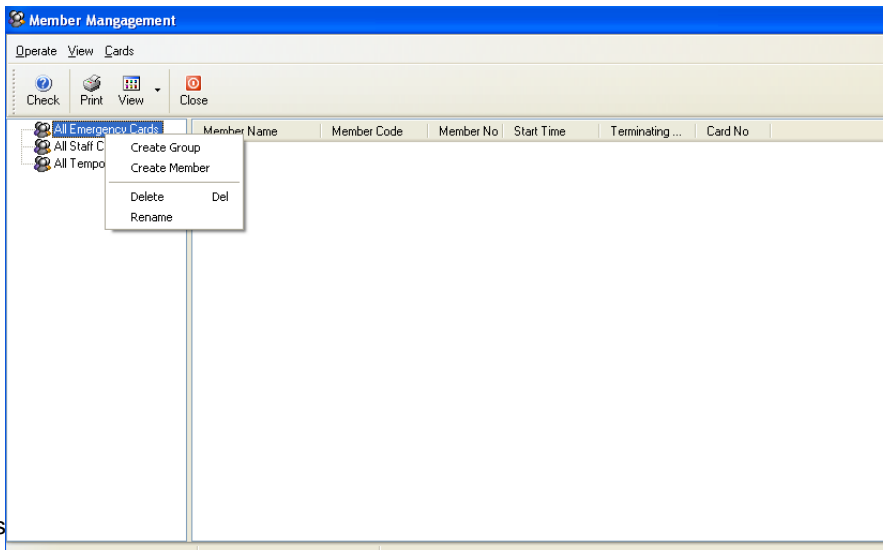 Member Mangagement
Operate View Cards
Check Print View Close
All Emergency Cards
All Staff C
All Tempo
Create Group
Create Member
Delete Del
Rename
Member Name Member Code Member No Start Time Terminating ... Card No
s